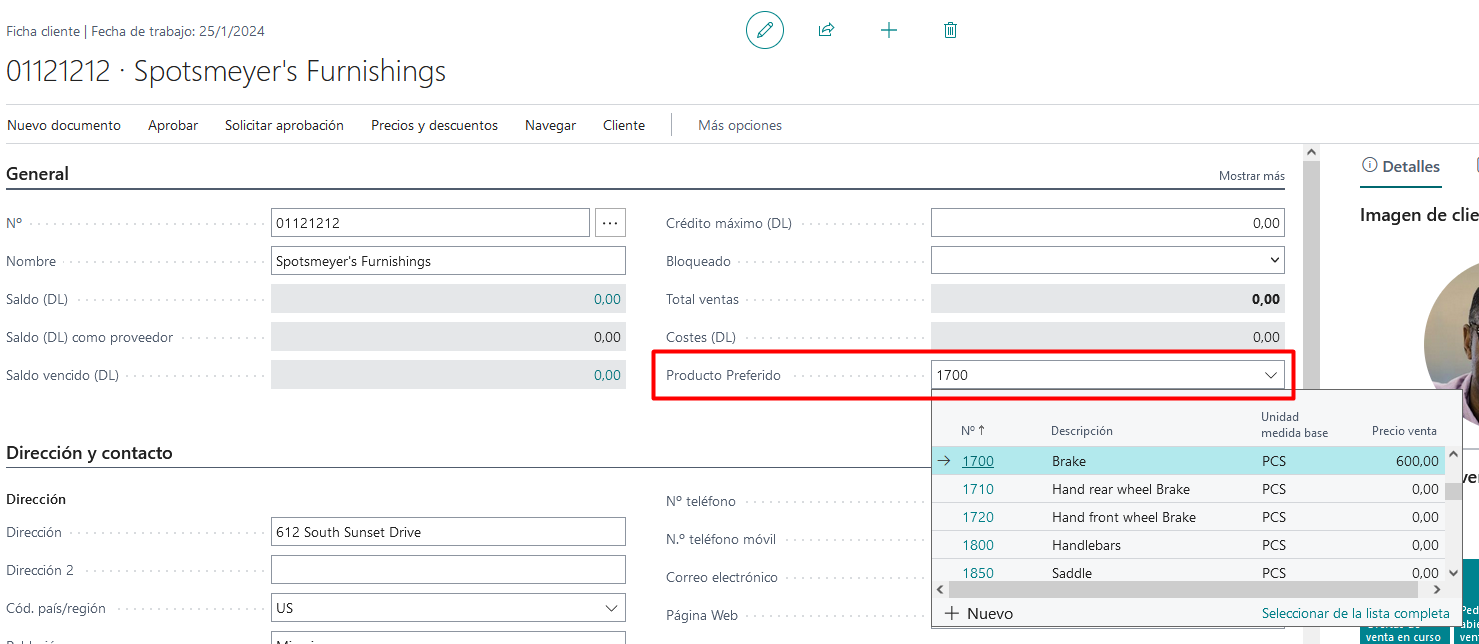 Ficha cliente | Fecha de trabajo: 25/1/2024
01121212 · Spotsmeyer's Furnishings
Nuevo documento Aprobar Solicitar aprobación Precios y descuentos Navegar Cliente Más opciones
General Mostrar más
Nº 01121212 ...
Nombre Spotsmeyer's Furnishings
Saldo (DL) 0,00
Saldo (DL) como proveedor 0,00
Saldo vencido (DL) 0,00
Crédito máximo (DL) 0,00
Bloqueado
Total ventas 0,00
Costes (DL) 0,00
Producto Preferido 1700
Nº ↑ Descripción Unidad medida base Precio venta
1700 Brake PCS 600,00
1710 Hand rear wheel Brake PCS 0,00
1720 Hand front wheel Brake PCS 0,00
1800 Handlebars PCS 0,00
1850 Saddle PCS 0,00
+ Nuevo Seleccionar de la lista completa
Dirección y contacto
Dirección
Dirección 612 South Sunset Drive
Dirección 2
Cód. país/región US
Nº teléfono
N.º teléfono móvil
Correo electrónico
Página Web
Detalles
Imagen de clie
venta en curso